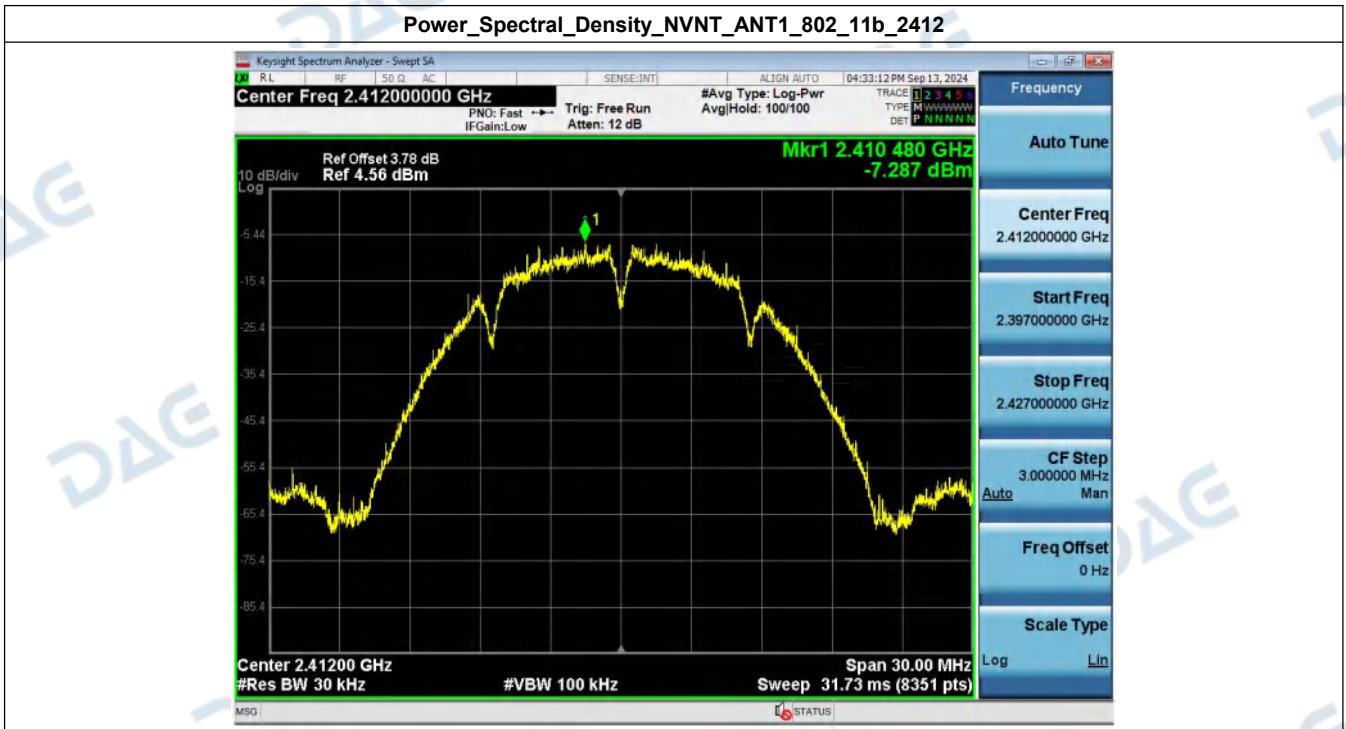 Power_Spectral_Density_NVNT_ANT1_802_11b_2412
Keysight Spectrum Analyzer - Swept SA
RL RF 50 Ω AC SENSE:INT ALIGN AUTO 04:33:12 PM Sep 13, 2024
Center Freq 2.412000000 GHz
PNO: Fast
IFGain:Low
Trig: Free Run
Atten: 12 dB
#Avg Type: Log-Pwr
Avg|Hold: 100/100
TRACE 1 2 3 4 5 6
TYPE M WWWWW
DET P N N N N N
Mkr1 2.410 480 GHz
-7.287 dBm
Ref Offset 3.78 dB
10 dB/div Ref 4.56 dBm
Log
1
-5.44
-15.4
-25.4
-35.4
-45.4
-55.4
-65.4
-75.4
-85.4
Center 2.41200 GHz Span 30.00 MHz
#Res BW 30 kHz #VBW 100 kHz Sweep 31.73 ms (8351 pts)
MSG STATUS
Frequency
Auto Tune
Center Freq
2.412000000 GHz
Start Freq
2.397000000 GHz
Stop Freq
2.427000000 GHz
CF Step
3.000000 MHz
Auto Man
Freq Offset
0 Hz
Scale Type
Log Lin
DAE
DAE